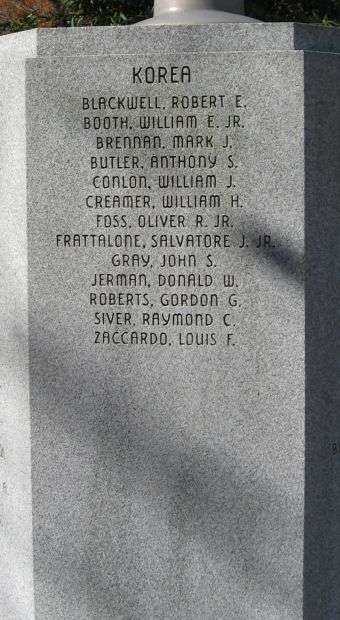 KOREA
BLACKWELL, ROBERT E.
BOOTH, WILLIAM E. JR.
BRENNAN, MARK J.
BUTLER, ANTHONY S.
CONLON, WILLIAM J.
CREAMER, WILLIAM H.
FOSS, OLIVER R. JR.
FRATTALONE, SALVATORE J. JR.
GRAY, JOHN S.
JERMAN, DONALD W.
ROBERTS, GORDON G.
SIVER, RAYMOND C.
ZACCARDO, LOUIS F.